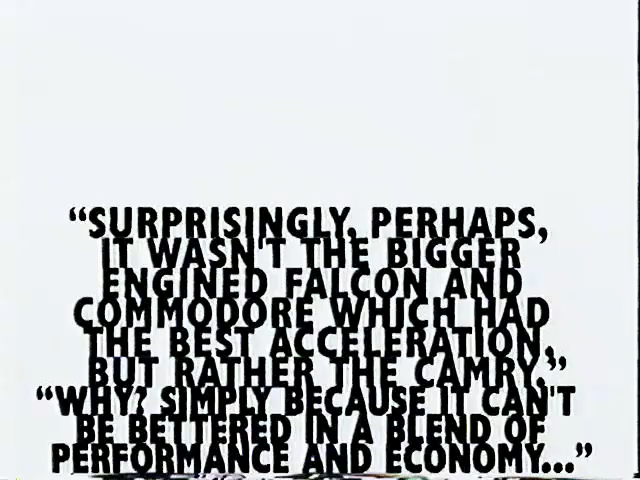 “SURPRISINGLY, PERHAPS,
IT WASN'T THE BIGGER
ENGINED FALCON AND
COMMODORE WHICH HAD
THE BEST ACCELERATION,
BUT RATHER THE CAMRY.”
“WHY? SIMPLY BECAUSE IT CAN'T
BE BETTERED IN A BLEND OF
PERFORMANCE AND ECONOMY...”